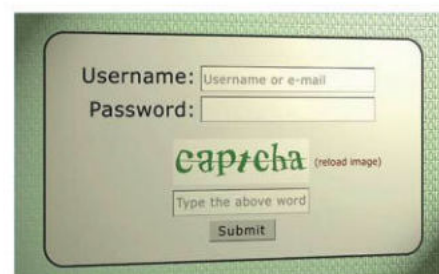 Username: Username or e-mail
Password:
captcha (reload image)
Type the above word
Submit